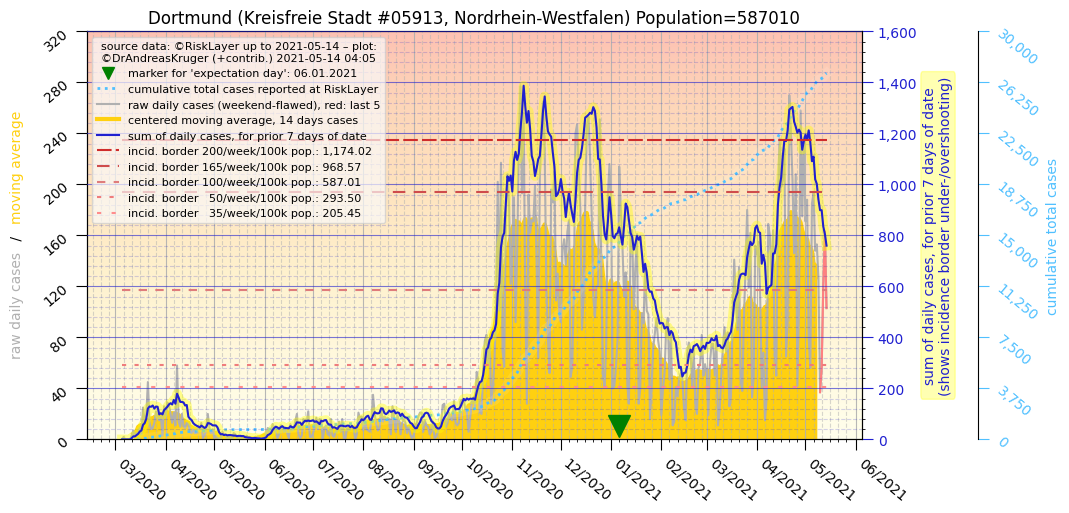 Dortmund (Kreisfreie Stadt #05913, Nordrhein-Westfalen) Population=587010
source data: ©RiskLayer up to 2021-05-14 – plot:
©DrAndreasKruger (+contrib.) 2021-05-14 04:05
marker for 'expectation day': 06.01.2021
cumulative total cases reported at RiskLayer
raw daily cases (weekend-flawed), red: last 5
centered moving average, 14 days cases
sum of daily cases, for prior 7 days of date
incid. border 200/week/100k pop.: 1,174.02
incid. border 165/week/100k pop.: 968.57
incid. border 100/week/100k pop.: 587.01
incid. border   50/week/100k pop.: 293.50
incid. border   35/week/100k pop.: 205.45
raw daily cases   /   moving average
320
280
240
200
160
120
80
40
0
03/2020
04/2020
05/2020
06/2020
07/2020
08/2020
09/2020
10/2020
11/2020
12/2020
01/2021
02/2021
03/2021
04/2021
05/2021
06/2021
1,600
1,400
1,200
1,000
800
600
400
200
0
sum of daily cases, for prior 7 days of date
(shows incidence border under-/overshooting)
30,000
26,250
22,500
18,750
15,000
11,250
7,500
3,750
0
cumulative total cases